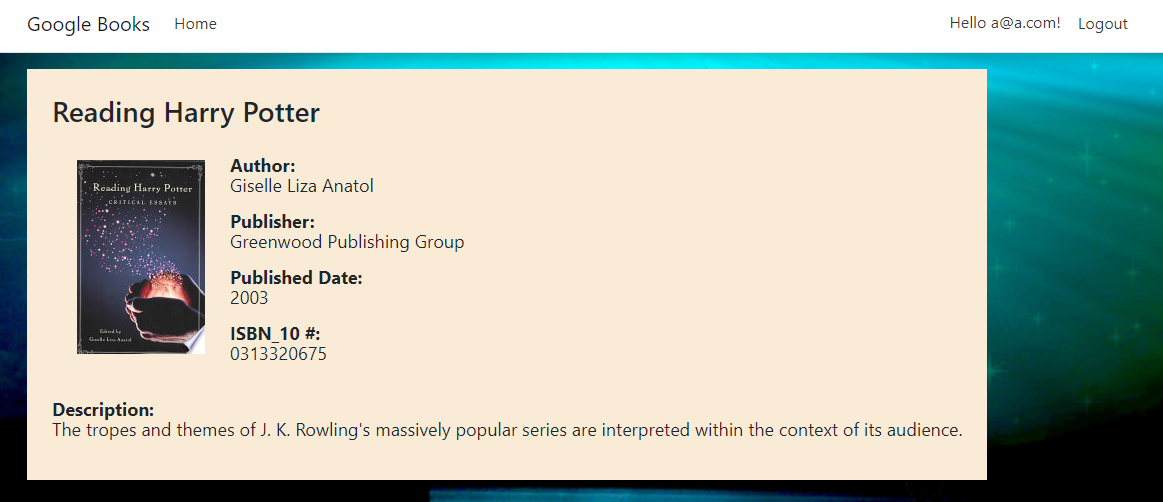 Google Books
Home
Hello a@a.com!
Logout
Reading Harry Potter
Reading Harry Potter
CRITICAL ESSAYS
Edited by
Giselle Liza Anatol
Author:
Giselle Liza Anatol
Publisher:
Greenwood Publishing Group
Published Date:
2003
ISBN_10 #:
0313320675
Description:
The tropes and themes of J. K. Rowling's massively popular series are interpreted within the context of its audience.